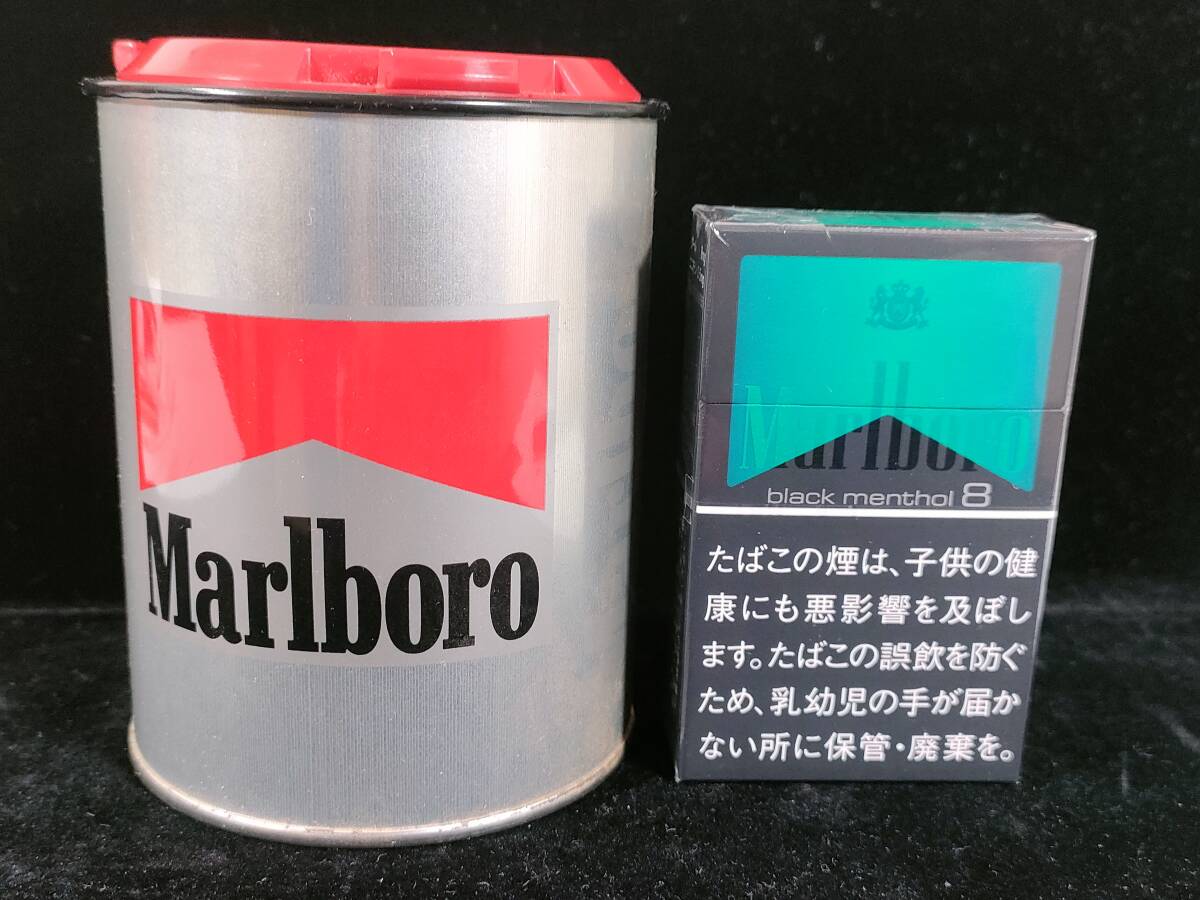 Marlboro
Marlboro
black menthol 8
たばこの煙は、子供の健
康にも悪影響を及ぼし
ます。たばこの誤飲を防ぐ
ため、乳幼児の手が届か
ない所に保管・廃棄を。